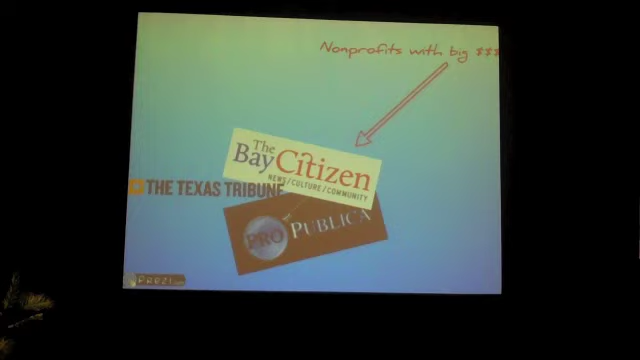 Nonprofits with big $$$
The
Bay Citizen
NEWS/CULTURE/COMMUNITY
THE TEXAS TRIBUNE
PRO PUBLICA
Prezi